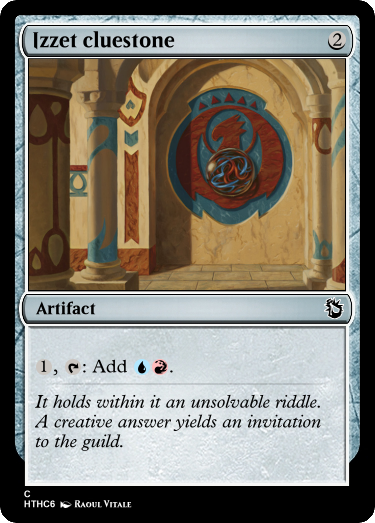 Izzet cluestone 2
Artifact
1, : Add .
It holds within it an unsolvable riddle.
A creative answer yields an invitation
to the guild.
C
HTHC6 Raoul Vitale